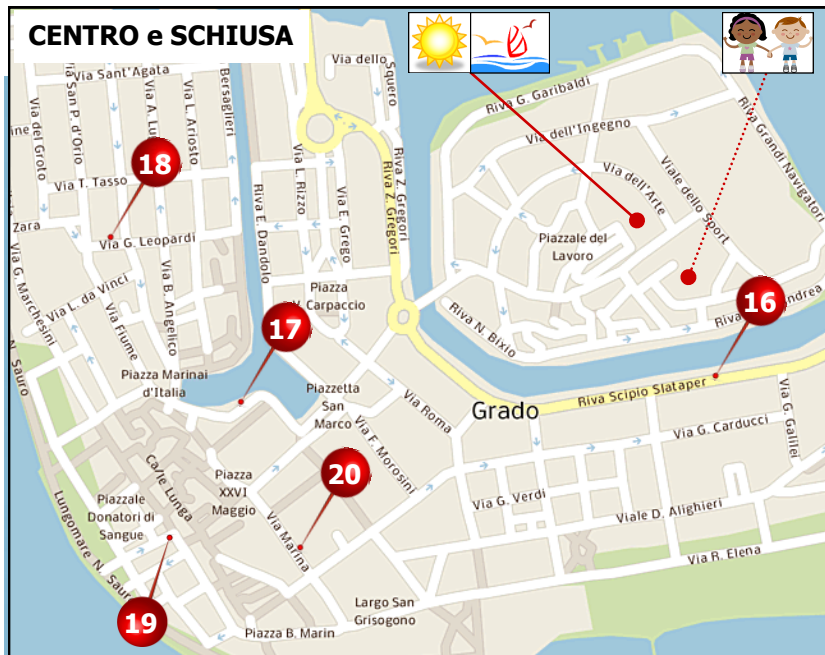 CENTRO e SCHIUSA
Via Sant'Agata
Via dello
Squero
Bersaglieri
Via San P. d'Orio
Via A. Lu
Via L. Ariosto
Via del Groto
ine
18
Via T. Tasso
Zara
Via G. Leopardi
Via G. Marchesini
Via L. da Vinci
Via B. Angelico
Via Fiume
N. Sauro
Riva E. Dandolo
Via L. Rizzo
Via E. Grego
Riva Z. Gregori
Riva Z. Gregori
Piazza
V. Carpaccio
17
Riva G. Garibaldi
Via dell'Ingegno
Via dell'Arte
Viale dello Sport
Riva Grandi Navigatori
Piazzale del
Lavoro
Riva N. Bixio
16
Riva
ndrea
Piazza Marinai
d'Italia
Piazzetta
San
Marco
Via Roma
Grado
Riva Scipio Slataper
Via G. Carducci
Via G. Galilei
Via F. Morosini
Calle Lunga
Piazza
XXVI
Maggio
20
Via G. Verdi
Viale D. Alighieri
Piazzale
Donatori di
Sangue
Via Marina
Via R. Elena
Lungomare N. Sauro
19
Largo San
Grisogono
Piazza B. Marin